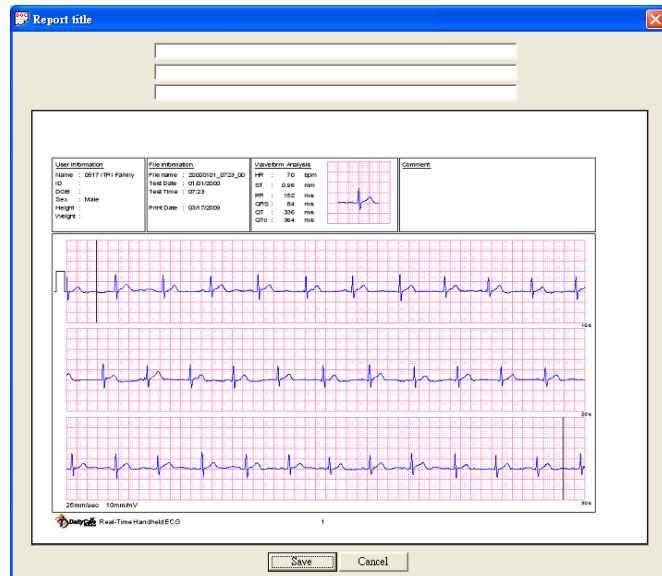 Report title
User Information
Name : 0617 ITRI Family
ID :
DOB :
Sex : Male
Height :
Weight :
File Information
File name : 20000101_0723_00
Test Date : 01/01/2000
Test Time : 07:23
Print Date : 03/17/2009
Waveform Analysis
HR : 70 bpm
ST : 0.96 mm
PR : 152 ms
QRS : 84 ms
QT : 336 ms
QTc : 364 ms
Comment
10s
20s
30s
25mm/sec 10mm/mV
DailyCare Real-Time Handheld ECG
1
Save
Cancel